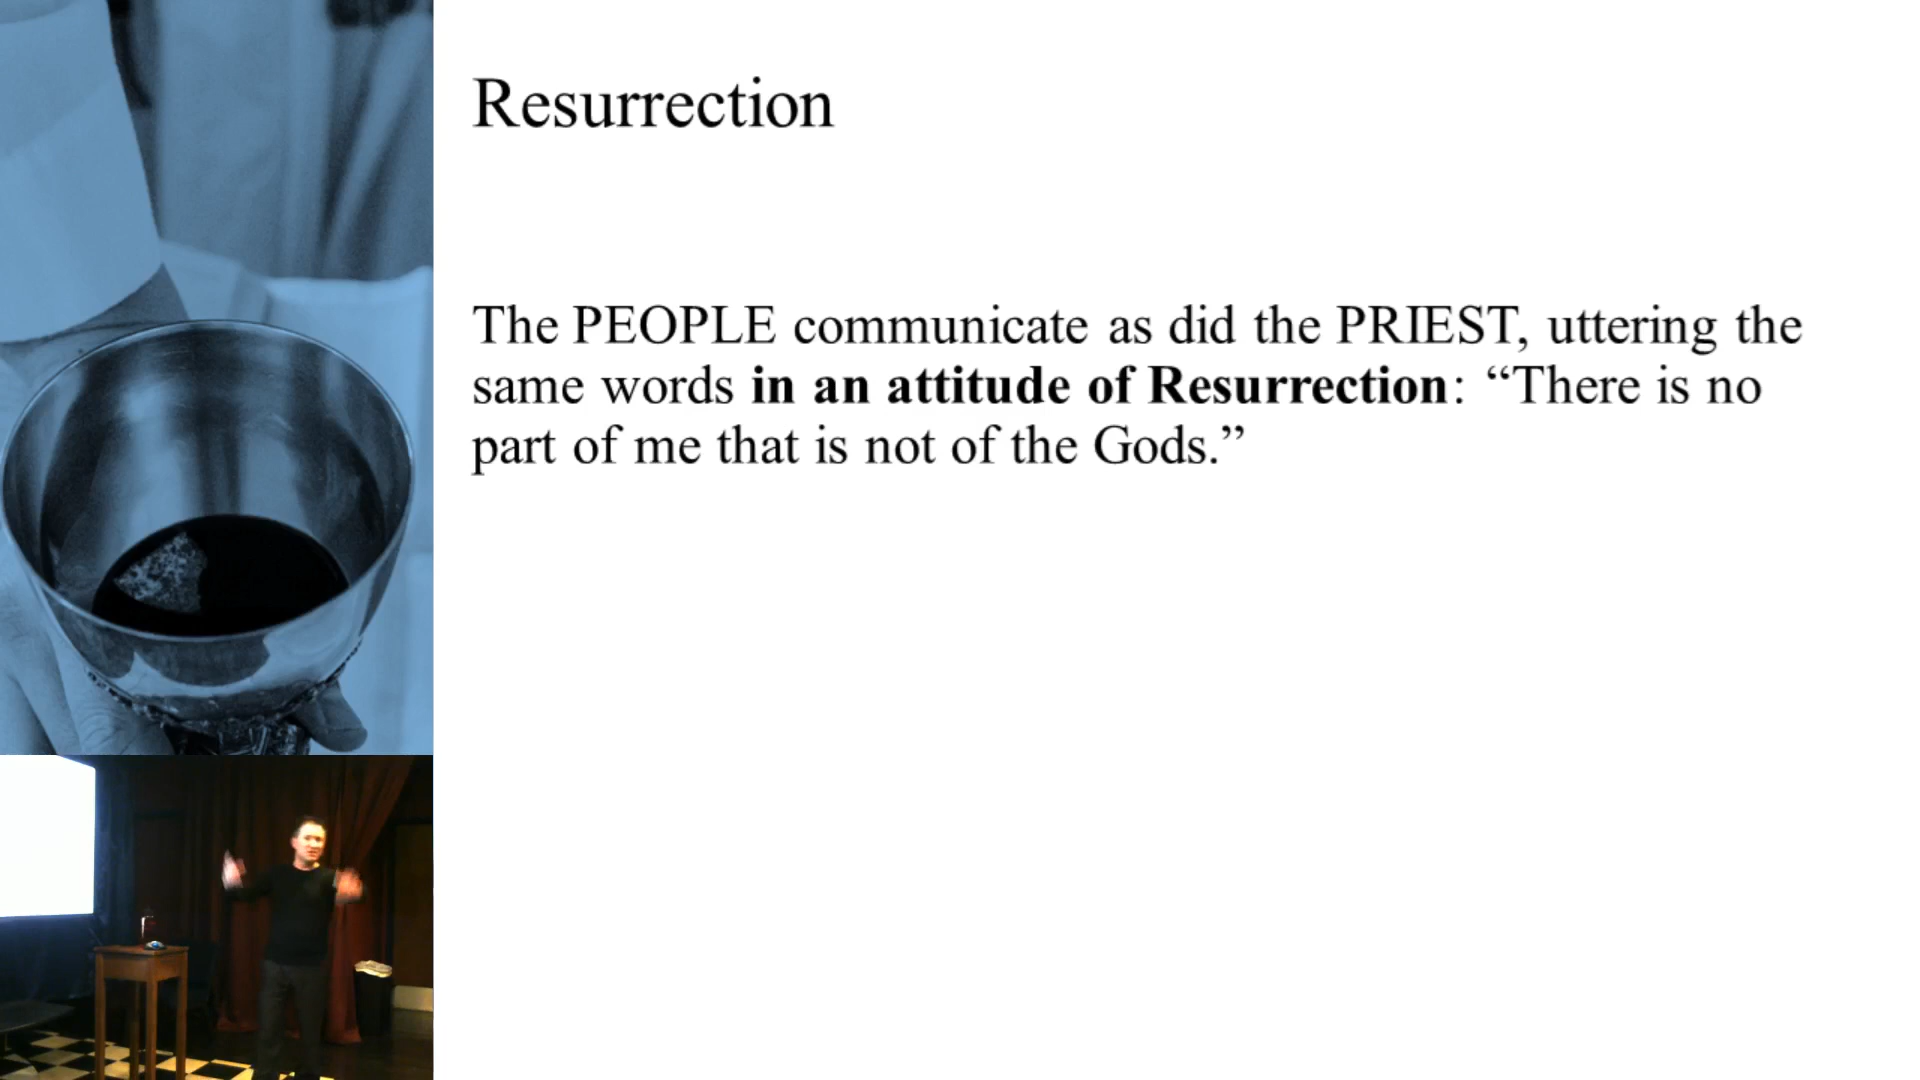 Resurrection
The PEOPLE communicate as did the PRIEST, uttering the
same words in an attitude of Resurrection: “There is no
part of me that is not of the Gods.”